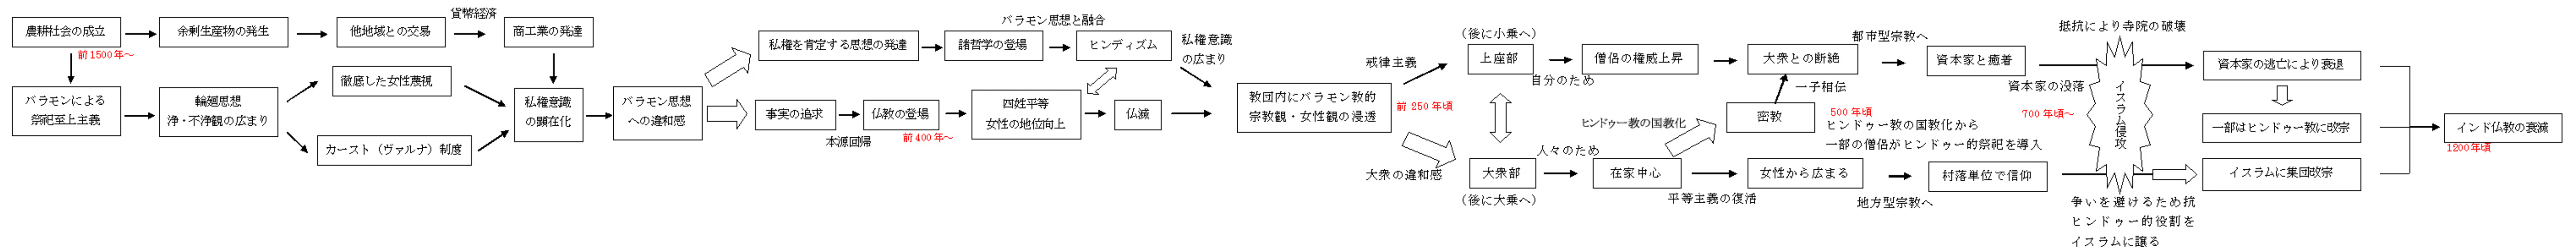 農耕社会の成立
前1500年～
余剰生産物の発生
他地域との交易
貨幣経済
商工業の発達
バラモンによる
祭祀至上主義
輪廻思想
浄・不浄観の広まり
徹底した女性蔑視
カースト（ヴァルナ）制度
私権意識
の顕在化
バラモン思想
への違和感
私権を肯定する思想の発達
諸哲学の登場
バラモン思想と融合
ヒンディズム
私権意識
の広まり
事実の追求
本源回帰
仏教の登場
前400年～
四姓平等
女性の地位向上
仏滅
教団内にバラモン教的
宗教観・女性観の浸透
戒律主義
前250年頃
大衆の違和感
（後に小乗へ）
上座部
自分のため
僧侶の権威上昇
大衆との断絶
都市型宗教へ
資本家と癒着
一子相伝
密教
ヒンドゥー教の国教化
500年頃
ヒンドゥー教の国教化から
一部の僧侶がヒンドゥー的祭祀を導入
大衆部
（後に大乗へ）
人々のため
在家中心
平等主義の復活
女性から広まる
地方型宗教へ
村落単位で信仰
抵抗により寺院の破壊
資本家の没落
700年頃～
イスラム侵攻
争いを避けるため抗
ヒンドゥー的役割を
イスラムに譲る
資本家の逃亡により衰退
一部はヒンドゥー教に改宗
イスラムに集団改宗
インド仏教の衰滅
1200年頃